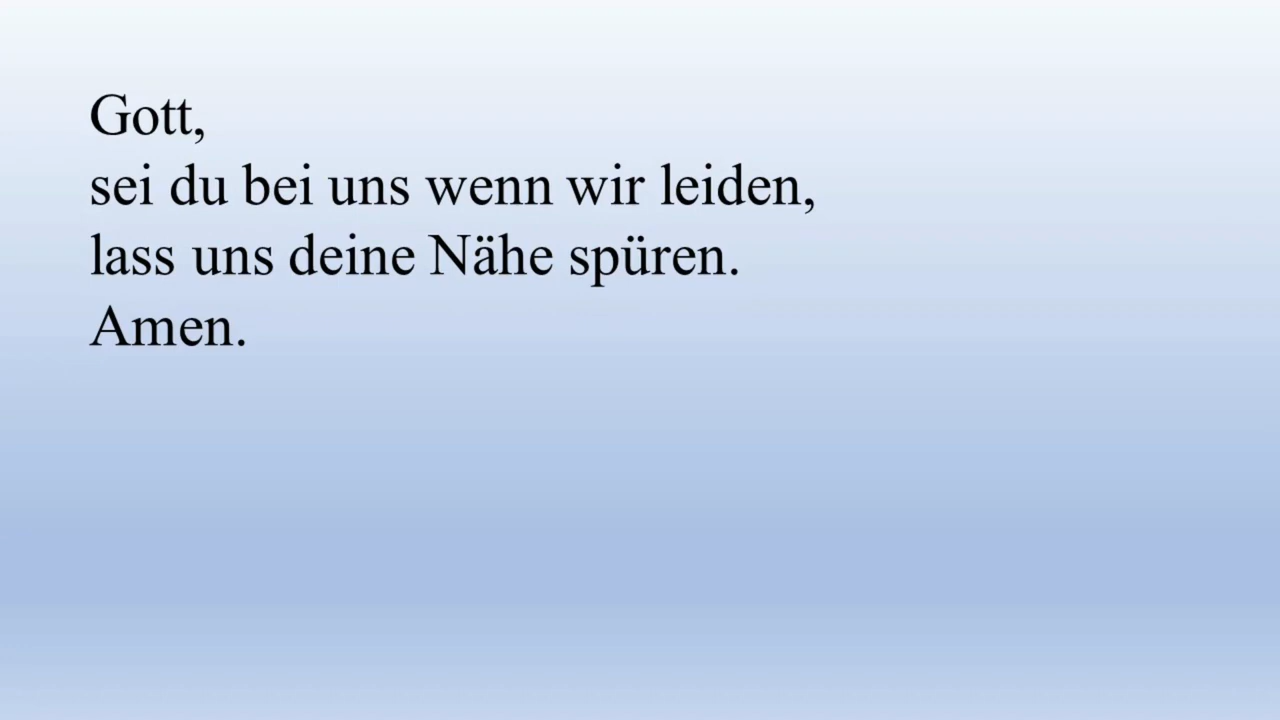 Gott,
sei du bei uns wenn wir leiden,
lass uns deine Nähe spüren.
Amen.